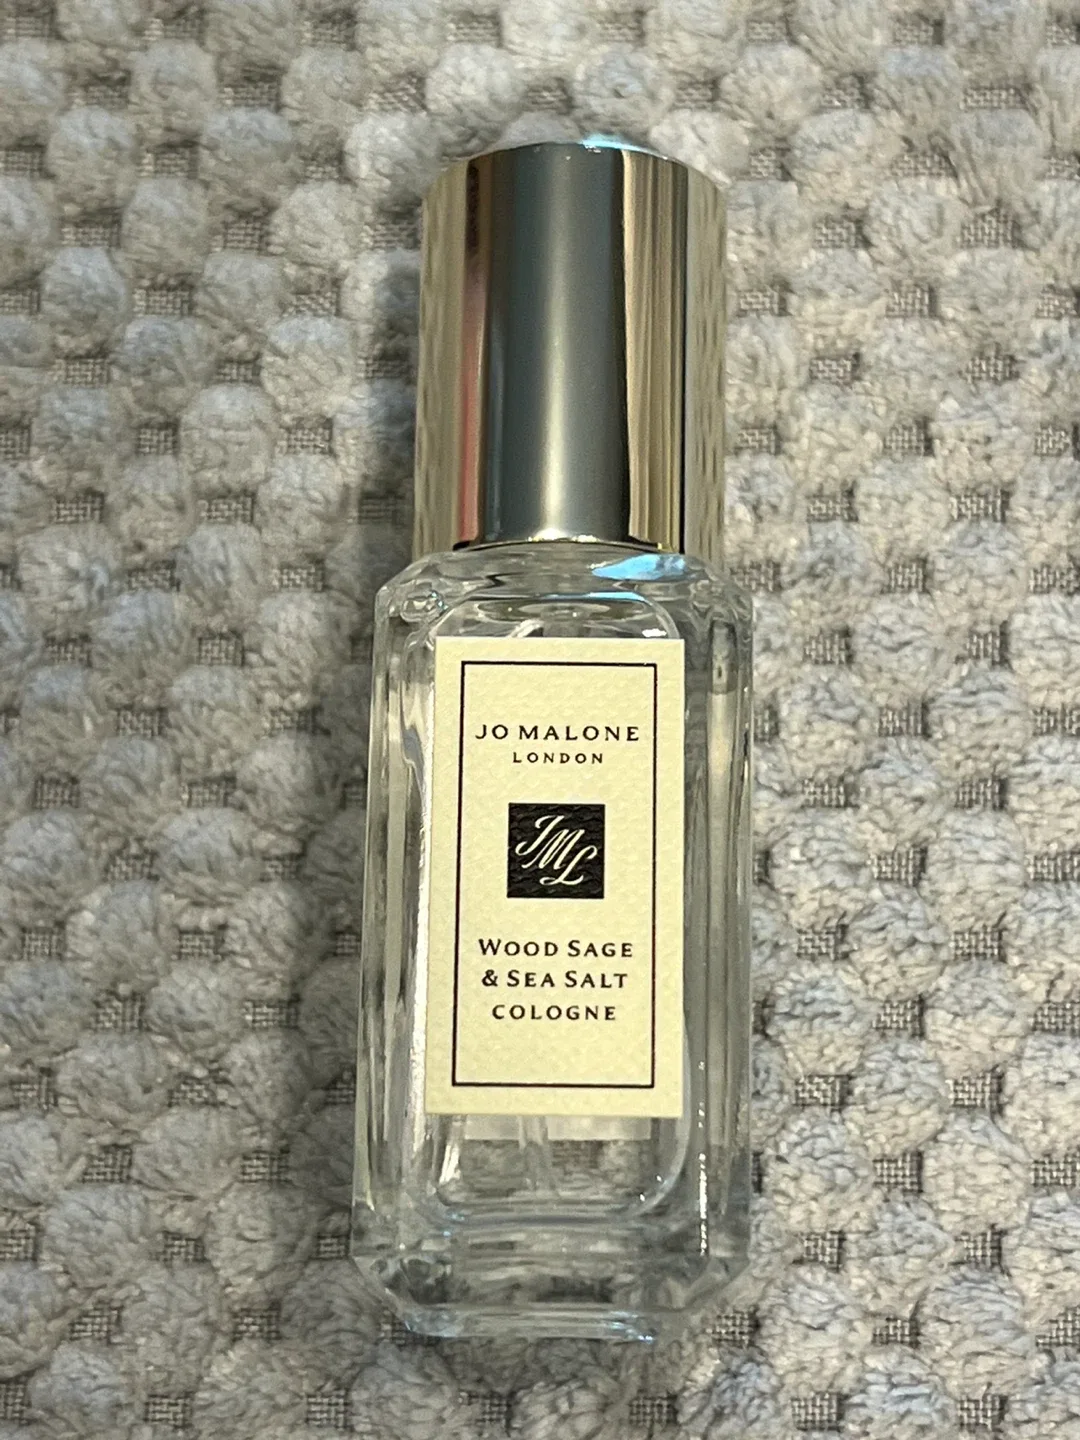 JO MALONE
LONDON
JML
WOOD SAGE
& SEA SALT
COLOGNE